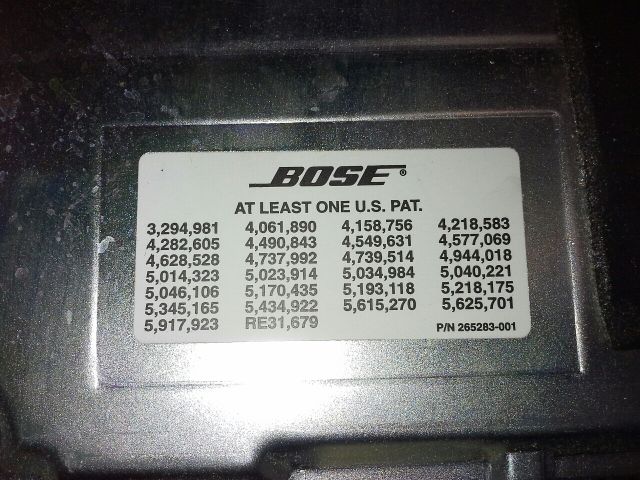 BOSE®
AT LEAST ONE U.S. PAT.
3,294,981 4,061,890 4,158,756 4,218,583
4,282,605 4,490,843 4,549,631 4,577,069
4,628,528 4,737,992 4,739,514 4,944,018
5,014,323 5,023,914 5,034,984 5,040,221
5,046,106 5,170,435 5,193,118 5,218,175
5,345,165 5,434,922 5,615,270 5,625,701
5,917,923 RE31,679 P/N 265283-001